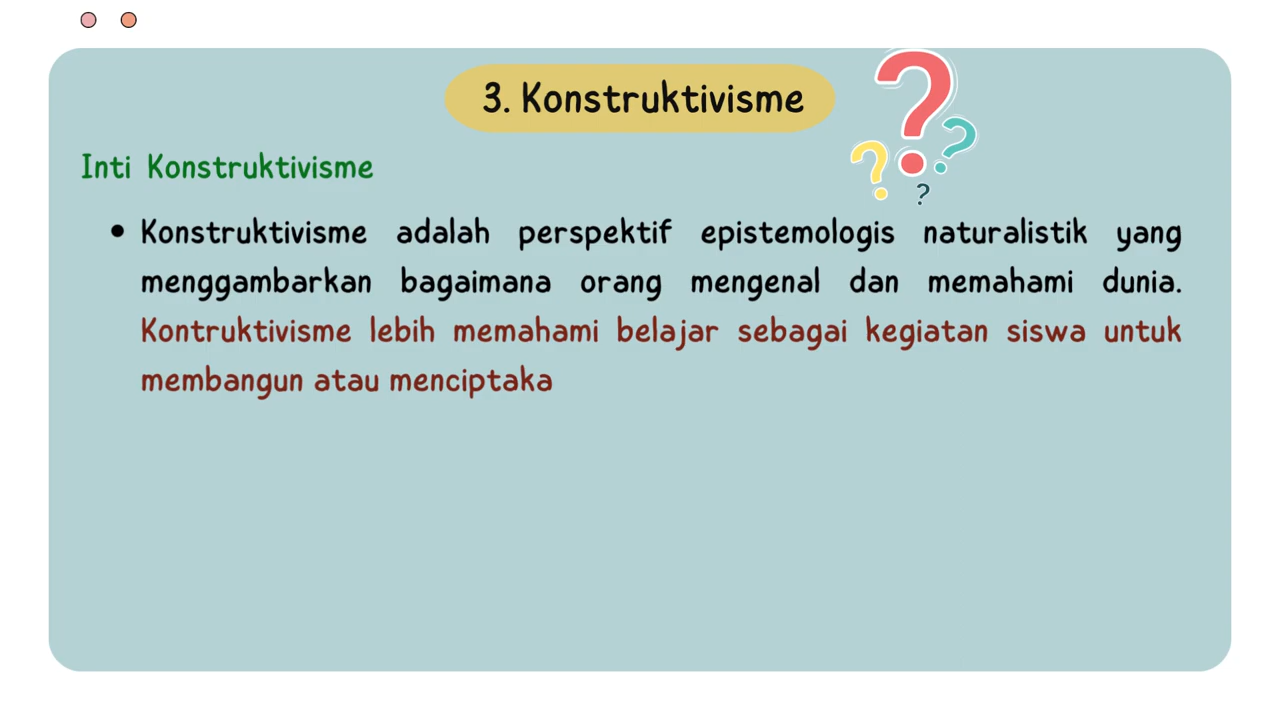 3. Konstruktivisme
Inti Konstruktivisme
• Konstruktivisme adalah perspektif epistemologis naturalistik yang
menggambarkan bagaimana orang mengenal dan memahami dunia.
Kontruktivisme lebih memahami belajar sebagai kegiatan siswa untuk
membangun atau menciptaka